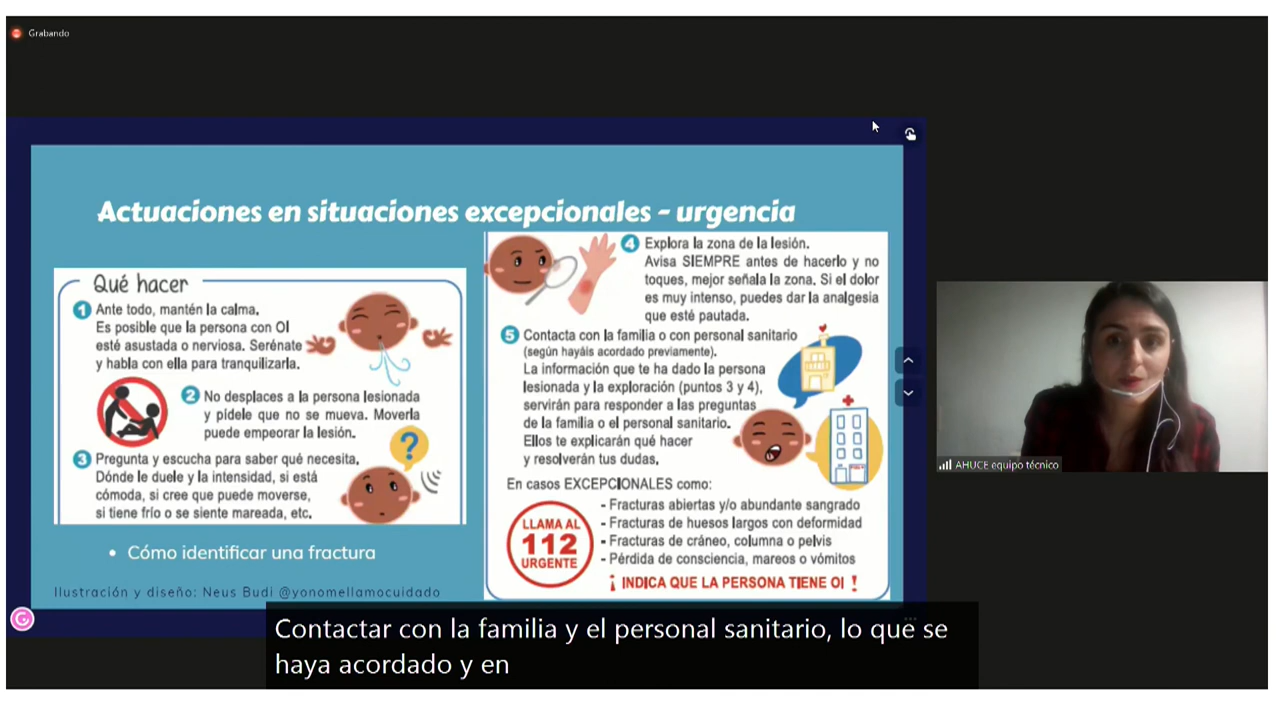 Grabando
Actuaciones en situaciones excepcionales - urgencia
Qué hacer
1 Ante todo, mantén la calma.
Es posible que la persona con OI
esté asustada o nerviosa. Serénate
y habla con ella para tranquilizarla.
2 No desplaces a la persona lesionada
y pídele que no se mueva. Moverla
puede empeorar la lesión.
?
3 Pregunta y escucha para saber qué necesita.
Dónde le duele y la intensidad, si está
cómoda, si cree que puede moverse,
si tiene frío o se siente mareada, etc.
• Cómo identificar una fractura
Ilustración y diseño: Neus Budi @yonomellamocuidado
4 Explora la zona de la lesión.
Avisa SIEMPRE antes de hacerlo y no
toques, mejor señala la zona. Si el dolor
es muy intenso, puedes dar la analgesia
que esté pautada.
5 Contacta con la familia o con personal sanitario
(según hayáis acordado previamente).
La información que te ha dado la persona
lesionada y la exploración (puntos 3 y 4),
servirán para responder a las preguntas
de la familia o el personal sanitario.
Ellos te explicarán qué hacer
y resolverán tus dudas.
En casos EXCEPCIONALES como:
LLAMA AL
112
URGENTE
- Fracturas abiertas y/o abundante sangrado
- Fracturas de huesos largos con deformidad
- Fracturas de cráneo, columna o pelvis
- Pérdida de consciencia, mareos o vómitos
¡ INDICA QUE LA PERSONA TIENE OI !
AHUCE equipo técnico
Contactar con la familia y el personal sanitario, lo que se
haya acordado y en